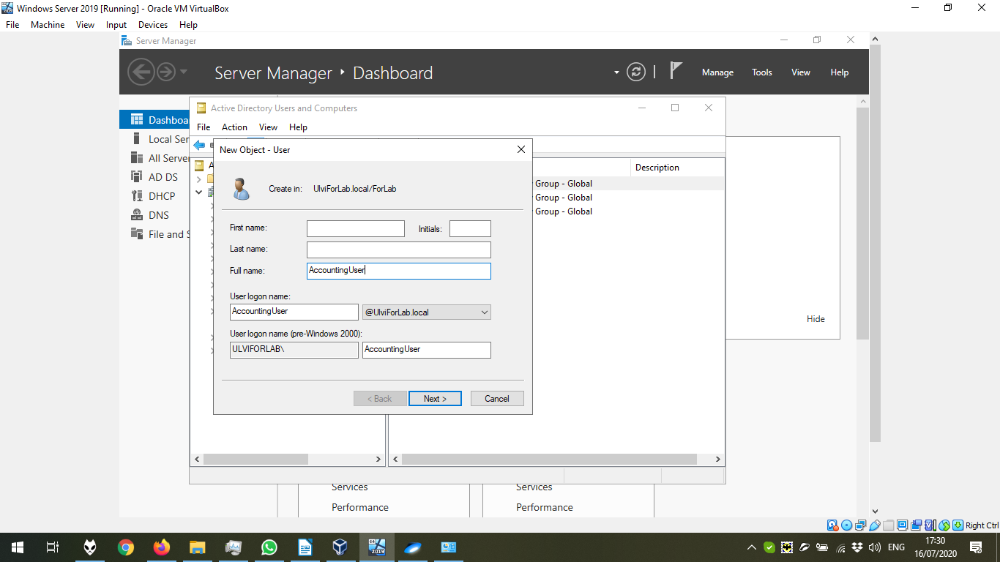 Windows Server 2019 [Running] - Oracle VM VirtualBox
File Machine View Input Devices Help
Server Manager
Server Manager Dashboard
Manage Tools View Help
Dashboa
Local Ser
All Server
AD DS
DHCP
DNS
File and S
Active Directory Users and Computers
File Action View Help
A
New Object - User
Create in: UlviForLab.local/ForLab
First name: Initials:
Last name:
Full name: AccountingUser
User logon name:
AccountingUser @UlviForLab.local
User logon name (pre-Windows 2000):
ULVIFORLAB\ AccountingUser
< Back Next > Cancel
Description
Group - Global
Group - Global
Group - Global
Hide
Services Services
Performance Performance
Right Ctrl
64
2019
ENG
17:30
16/07/2020